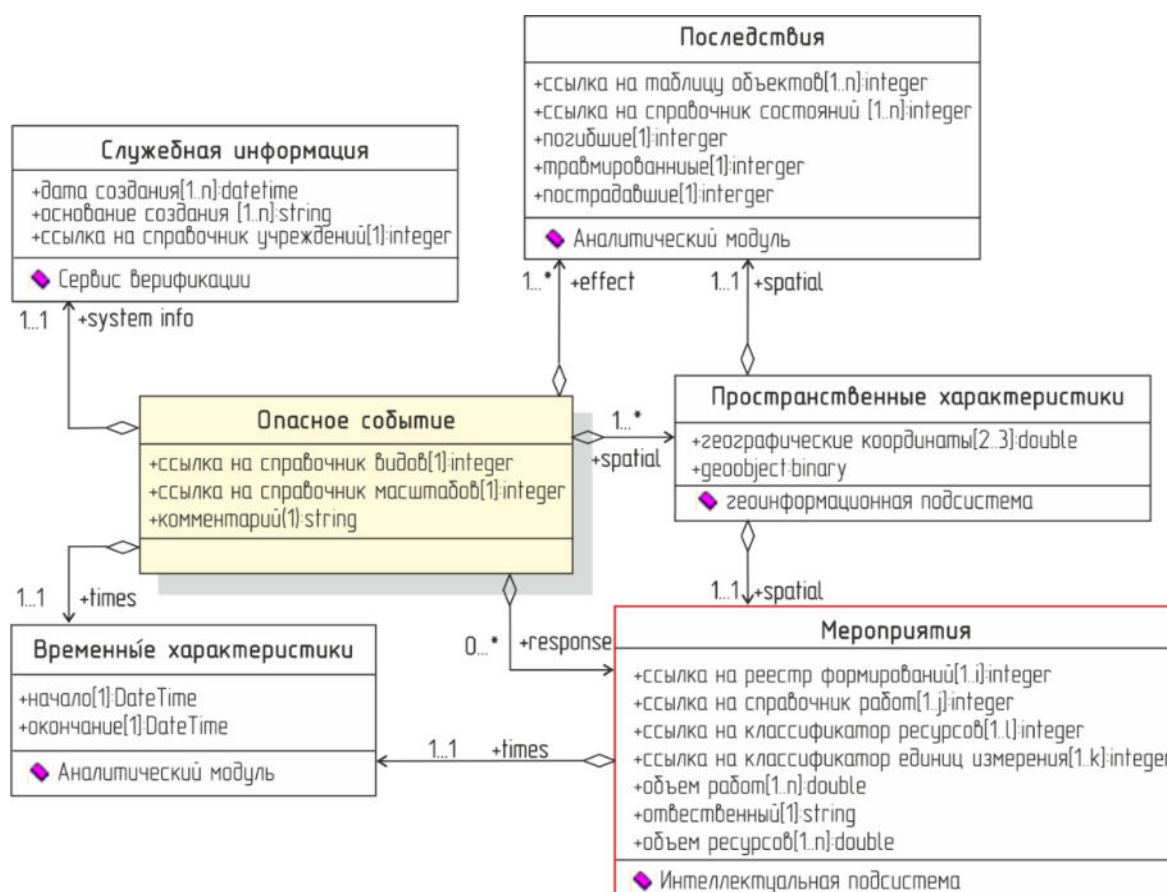 Последствия
+ссылка на таблицу объектов[1..n]:integer
+ссылка на справочник состояний [1..n]:integer
+погибшие[1]:interger
+травмированниые[1]:interger
+пострадавшие[1]:interger
Аналитический модуль
Служебная информация
+дата создания[1..n]:datetime
+основание создания [1..n]:string
+ссылка на справочник учреждений[1]:integer
Сервис верификации
1...1 +system info
1...* +effect
1...1 +spatial
Опасное событие
+ссылка на справочник видов[1]:integer
+ссылка на справочник масштабов[1]:integer
+комментарий(1):string
1...*
+spatial
Пространственные характеристики
+географические координаты[2..3]:double
+geoobject:binary
геоинформационная подсистема
1...1 +times
0...* +response
1...1 +spatial
Временны́е характеристики
+начало[1]:DateTime
+окончание[1]:DateTime
Аналитический модуль
1...1 +times
Мероприятия
+ссылка на реестр формирований[1..i]:integer
+ссылка на справочник работ[1..j]:integer
+ссылка на классификатор ресурсов[1..l]:integer
+ссылка на классификатор единиц измерения[1..k]:integer
+объем работ[1..n]:double
+отвественный[1]:string
+объем ресурсов[1..n]:double
Интеллектуальная подсистема